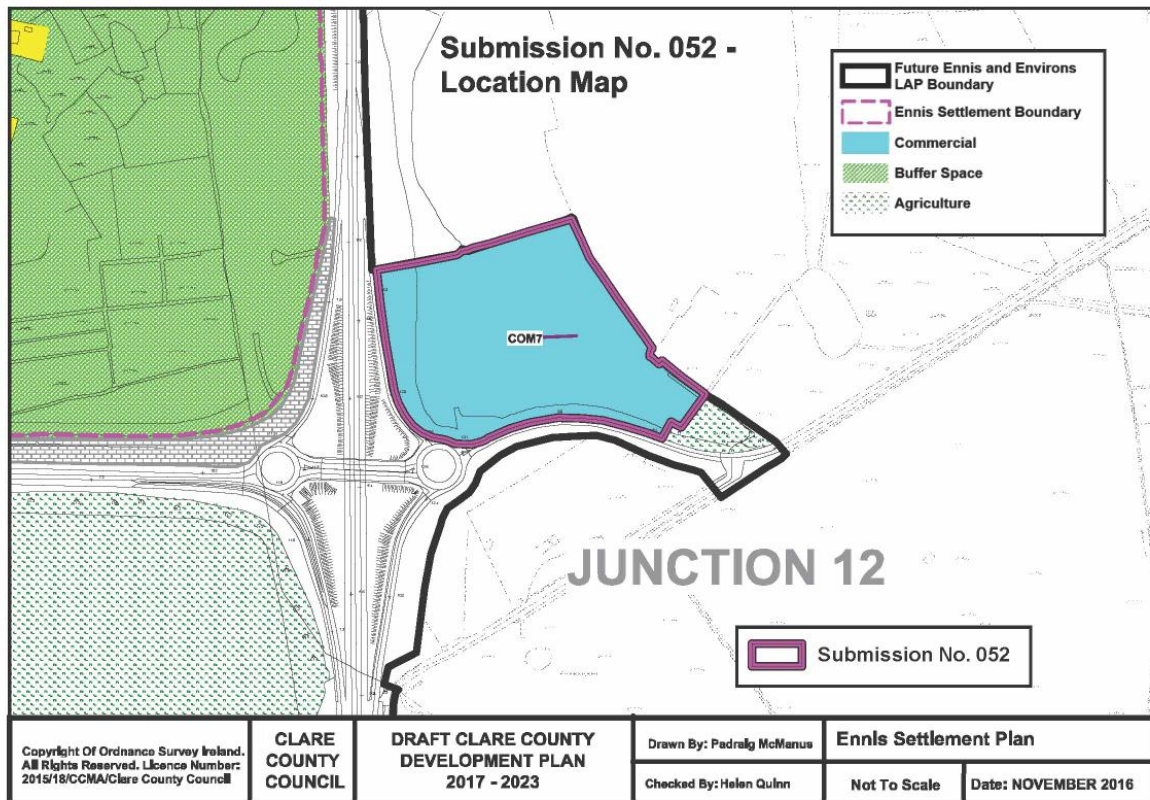 Submission No. 052 -
Location Map
Future Ennis and Environs
LAP Boundary
Ennis Settlement Boundary
Commercial
Buffer Space
Agriculture
COM7
JUNCTION 12
Submission No. 052
Copyright Of Ordnance Survey Ireland.
All Rights Reserved. Licence Number:
2015/18/CCMA/Clare County Council
CLARE
COUNTY
COUNCIL
DRAFT CLARE COUNTY
DEVELOPMENT PLAN
2017 - 2023
Drawn By: Padraig McManus
Checked By: Helen Quinn
Ennis Settlement Plan
Not To Scale
Date: NOVEMBER 2016